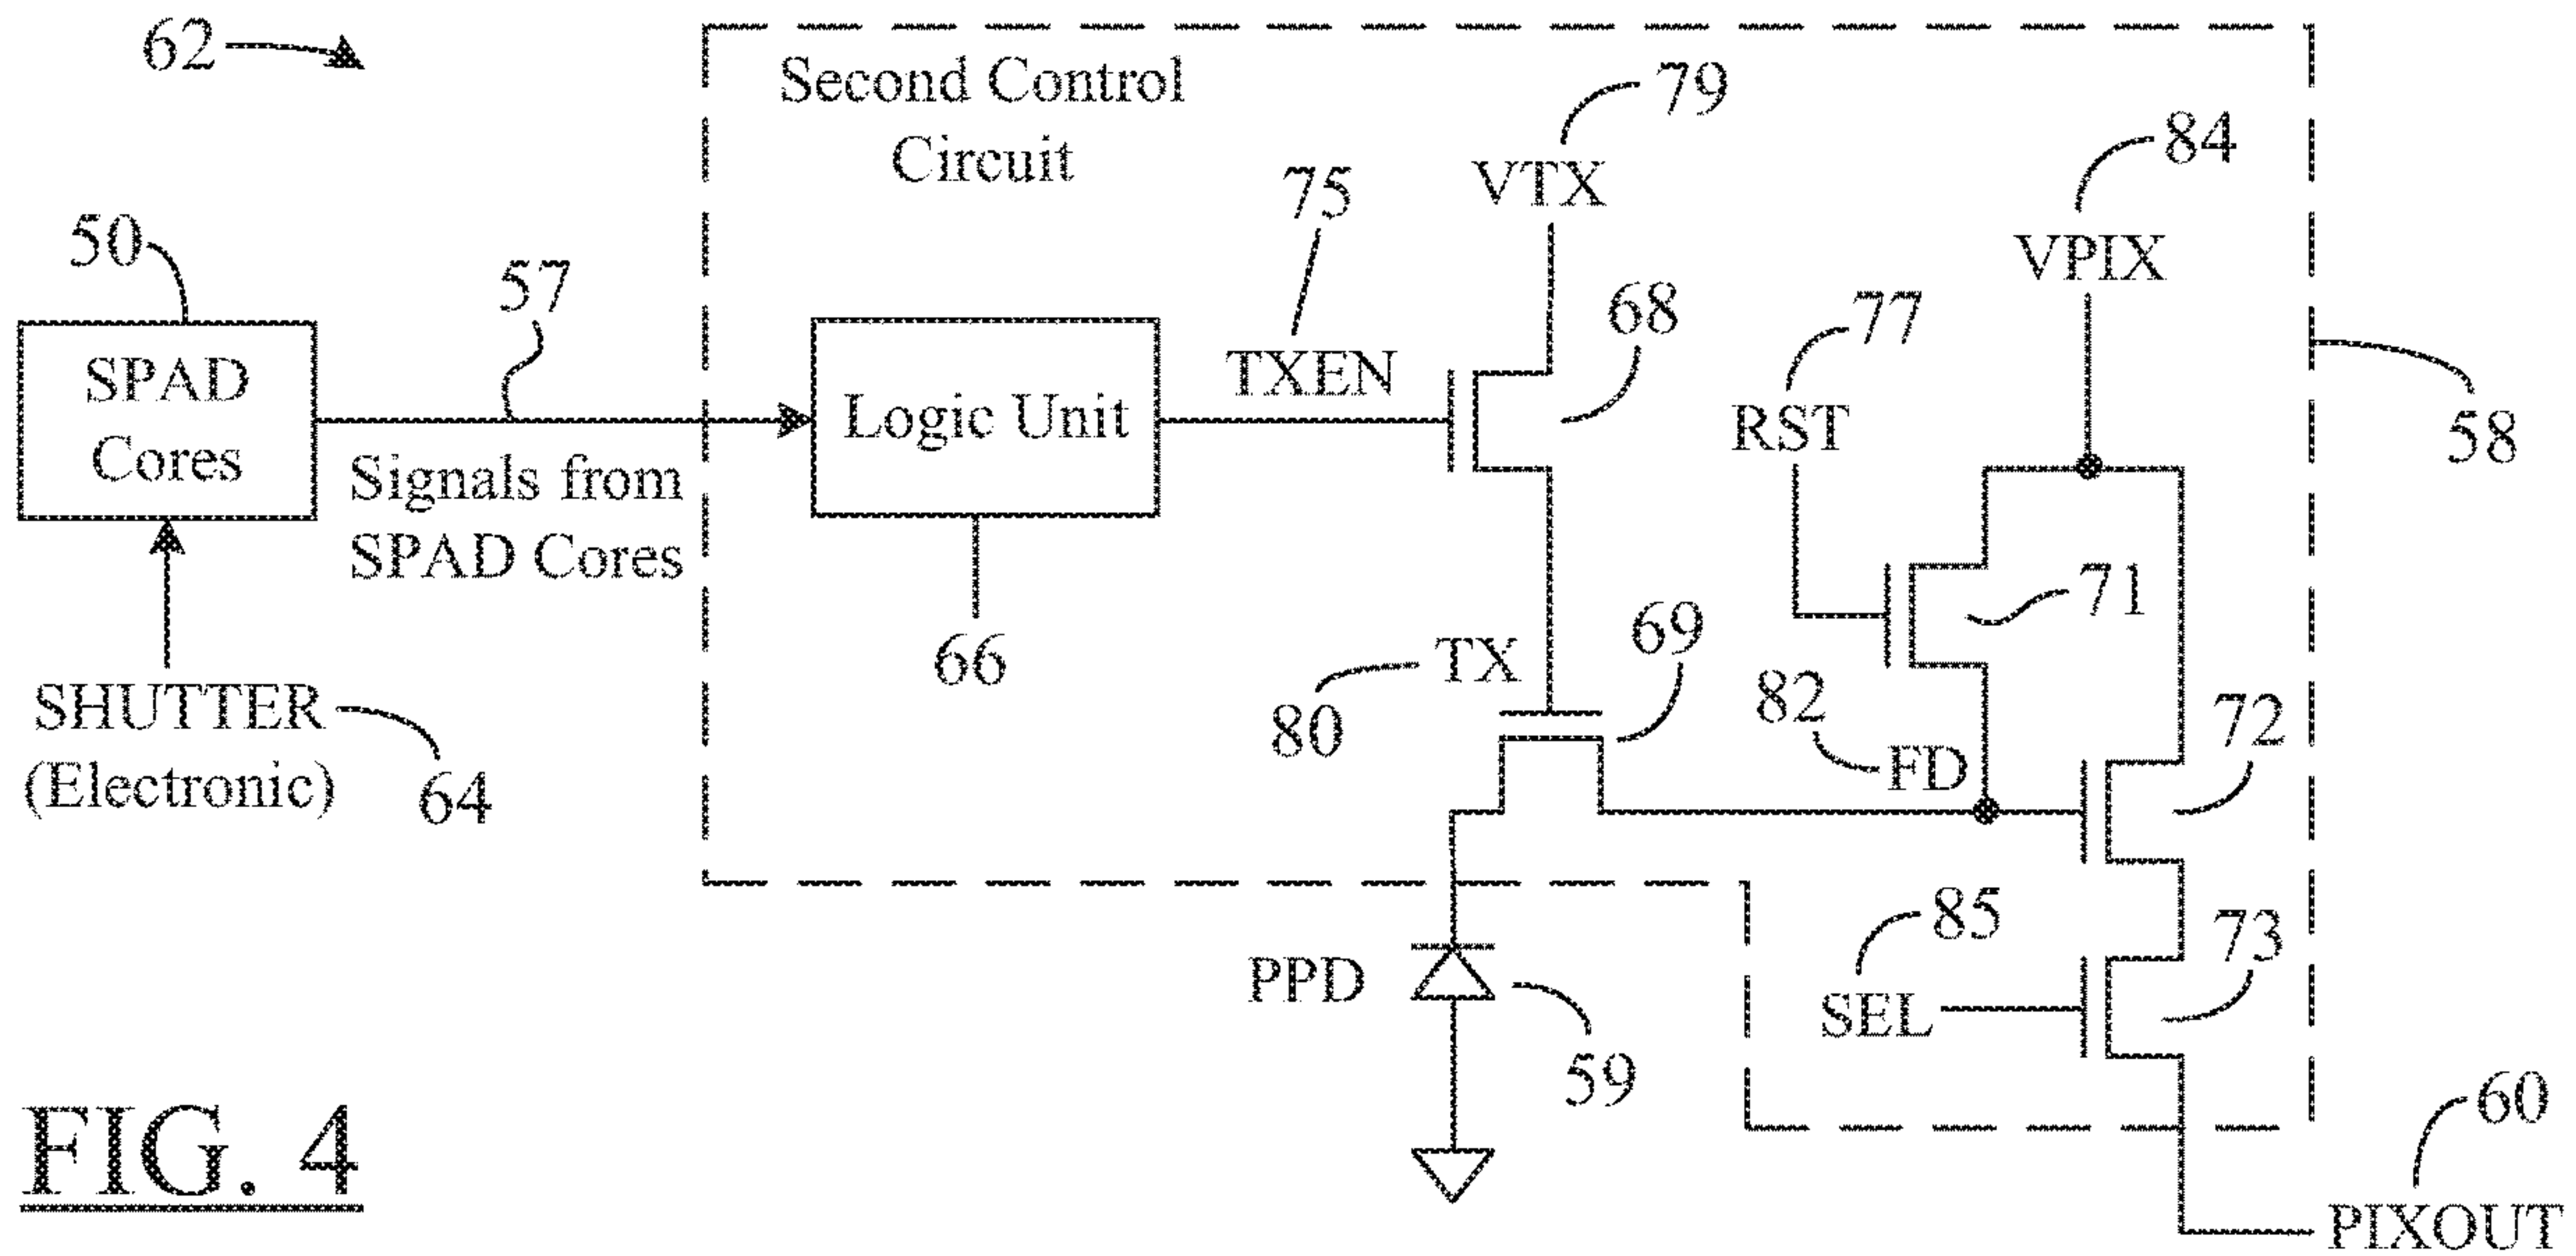 62
Second Control
Circuit
79
VTX
84
VPIX
75
TXEN
50
57
SPAD
Cores
Signals from
SPAD Cores
Logic Unit
66
68
77
RST
58
71
SHUTTER
(Electronic)
64
TX
80
69
82
FD
72
PPD
59
85
SEL
73
60
PIXOUT
FIG. 4